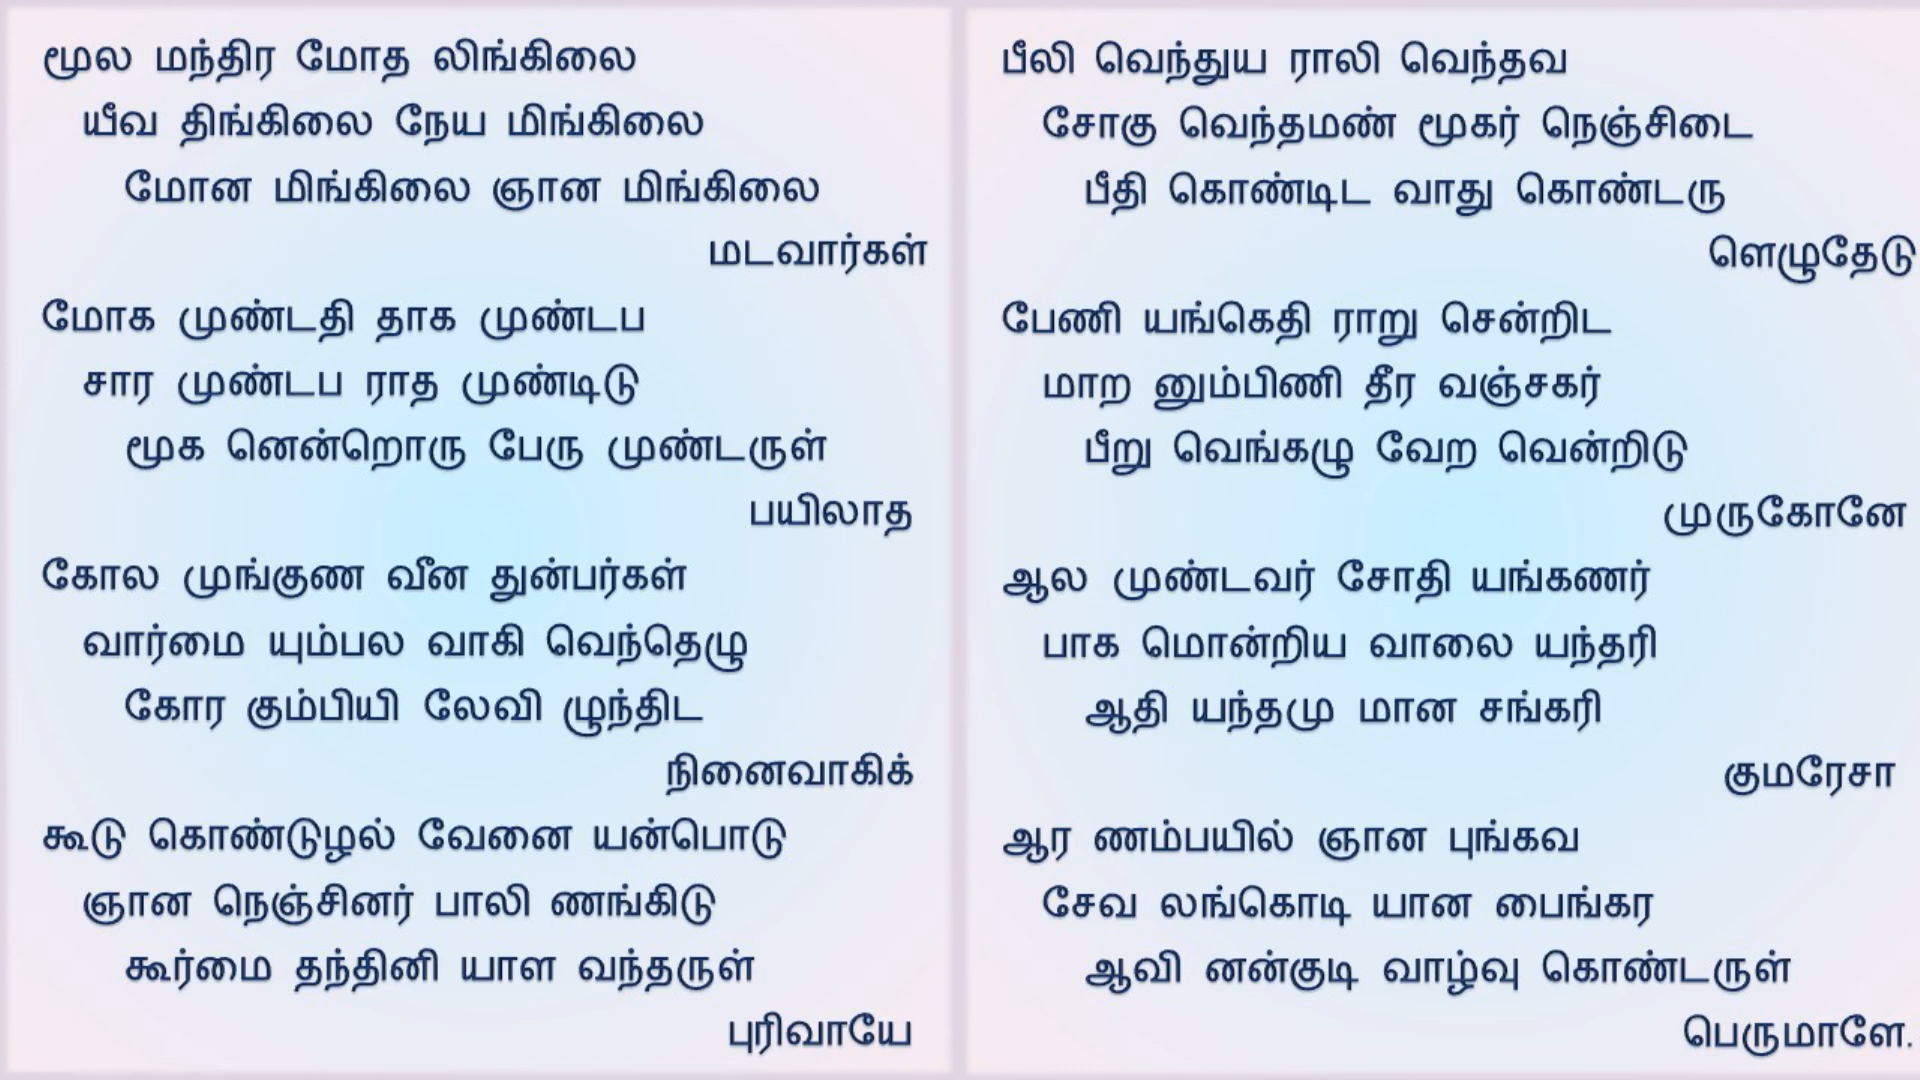 மூல மந்திர மோத லிங்கிலை
யீவ திங்கிலை நேய மிங்கிலை
மோன மிங்கிலை ஞான மிங்கிலை
மடவார்கள்
மோக முண்டதி தாக முண்டப
சார முண்டப ராத முண்டிடு
மூக னென்றொரு பேரு முண்டருள்
பயிலாத
கோல முங்குண வீன துன்பர்கள்
வார்மை யும்பல வாகி வெந்தெழு
கோர கும்பியி லேவி ழுந்திட
நினைவாகிக்
கூடு கொண்டுழல் வேனை யன்பொடு
ஞான நெஞ்சினர் பாலி ணங்கிடு
கூர்மை தந்தினி யாள வந்தருள்
புரிவாயே
பீலி வெந்துய ராலி வெந்தவ
சோகு வெந்தமண் மூகர் நெஞ்சிடை
பீதி கொண்டிட வாது கொண்டரு
ளெழுதேடு
பேணி யங்கெதி ராறு சென்றிட
மாற னும்பிணி தீர வஞ்சகர்
பீறு வெங்கழு வேற வென்றிடு
முருகோனே
ஆல முண்டவர் சோதி யங்கணர்
பாக மொன்றிய வாலை யந்தரி
ஆதி யந்தமு மான சங்கரி
குமரேசா
ஆர ணம்பயில் ஞான புங்கவ
சேவ லங்கொடி யான பைங்கர
ஆவி னன்குடி வாழ்வு கொண்டருள்
பெருமாளே.